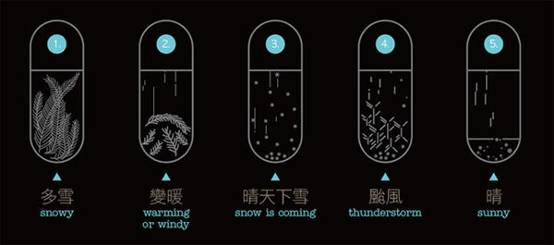 1.
2.
3.
4.
5.
多雪
snowy
變暖
warming
or windy
晴天下雪
snow is coming
颱風
thunderstorm
晴
sunny